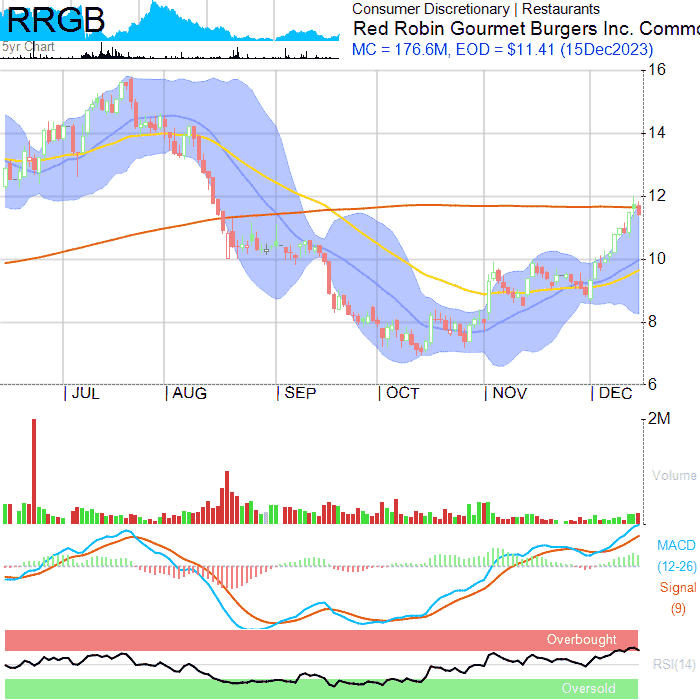 RRGB
5yr Chart
Consumer Discretionary | Restaurants
Red Robin Gourmet Burgers Inc. Commo
MC = 176.6M, EOD = $11.41 (15Dec2023)
16
14
12
10
8
6
JUL AUG SEP OCT NOV DEC
2M
Volume
MACD
(12-26)
Signal
(9)
Overbought
RSI(14)
Oversold